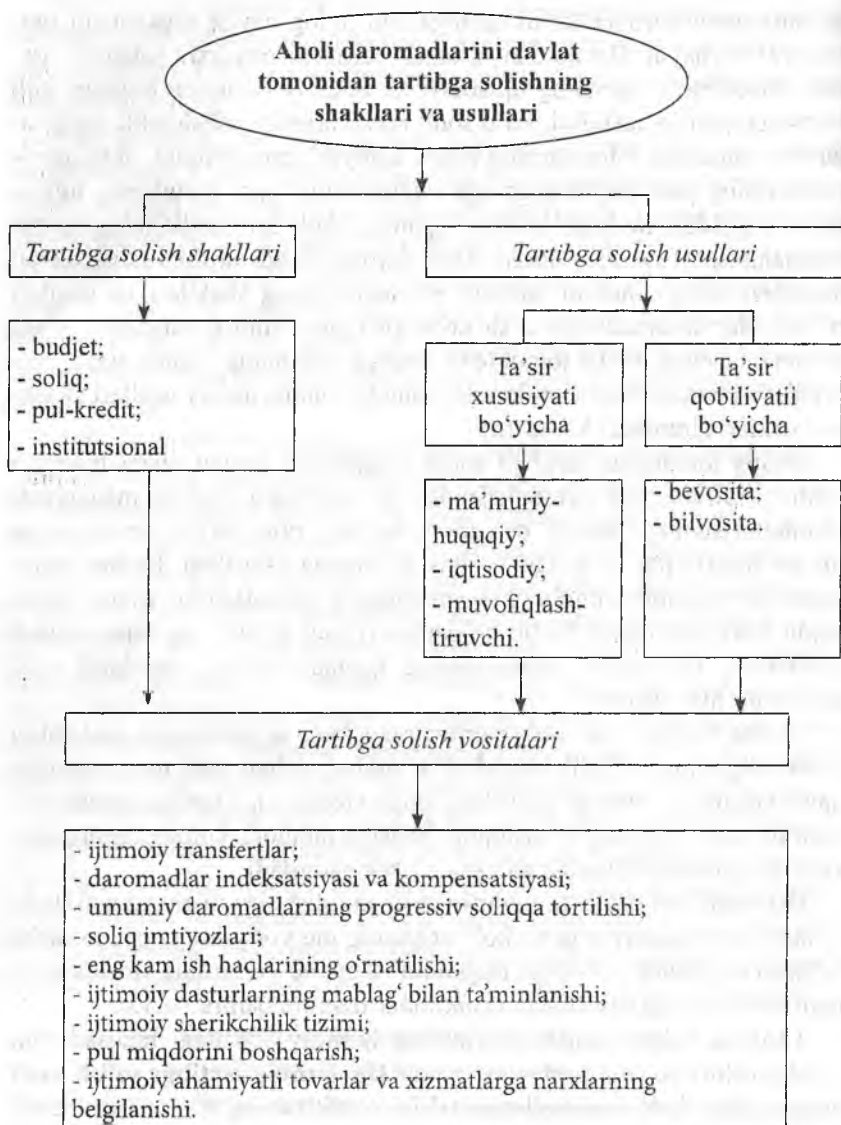 Aholi daromadlarini davlat
tomonidan tartibga solishning
shakllari va usullari
Tartibga solish shakllari
Tartibga solish usullari
- budjet;
- soliq;
- pul-kredit;
- institutsional
Ta’sir
xususiyati
bo‘yicha
Ta’sir
qobiliyatii
bo‘yicha
- ma’muriy-
huquqiy;
- iqtisodiy;
- muvofiqlash-
tiruvchi.
- bevosita;
- bilvosita.
Tartibga solish vositalari
- ijtimoiy transfertlar;
- daromadlar indeksatsiyasi va kompensatsiyasi;
- umumiy daromadlarning progressiv soliqqa tortilishi;
- soliq imtiyozlari;
- eng kam ish haqlarining o‘rnatilishi;
- ijtimoiy dasturlarning mablag‘ bilan ta’minlanishi;
- ijtimoiy sherikchilik tizimi;
- pul miqdorini boshqarish;
- ijtimoiy ahamiyatli tovarlar va xizmatlarga narxlarning
belgilanishi.